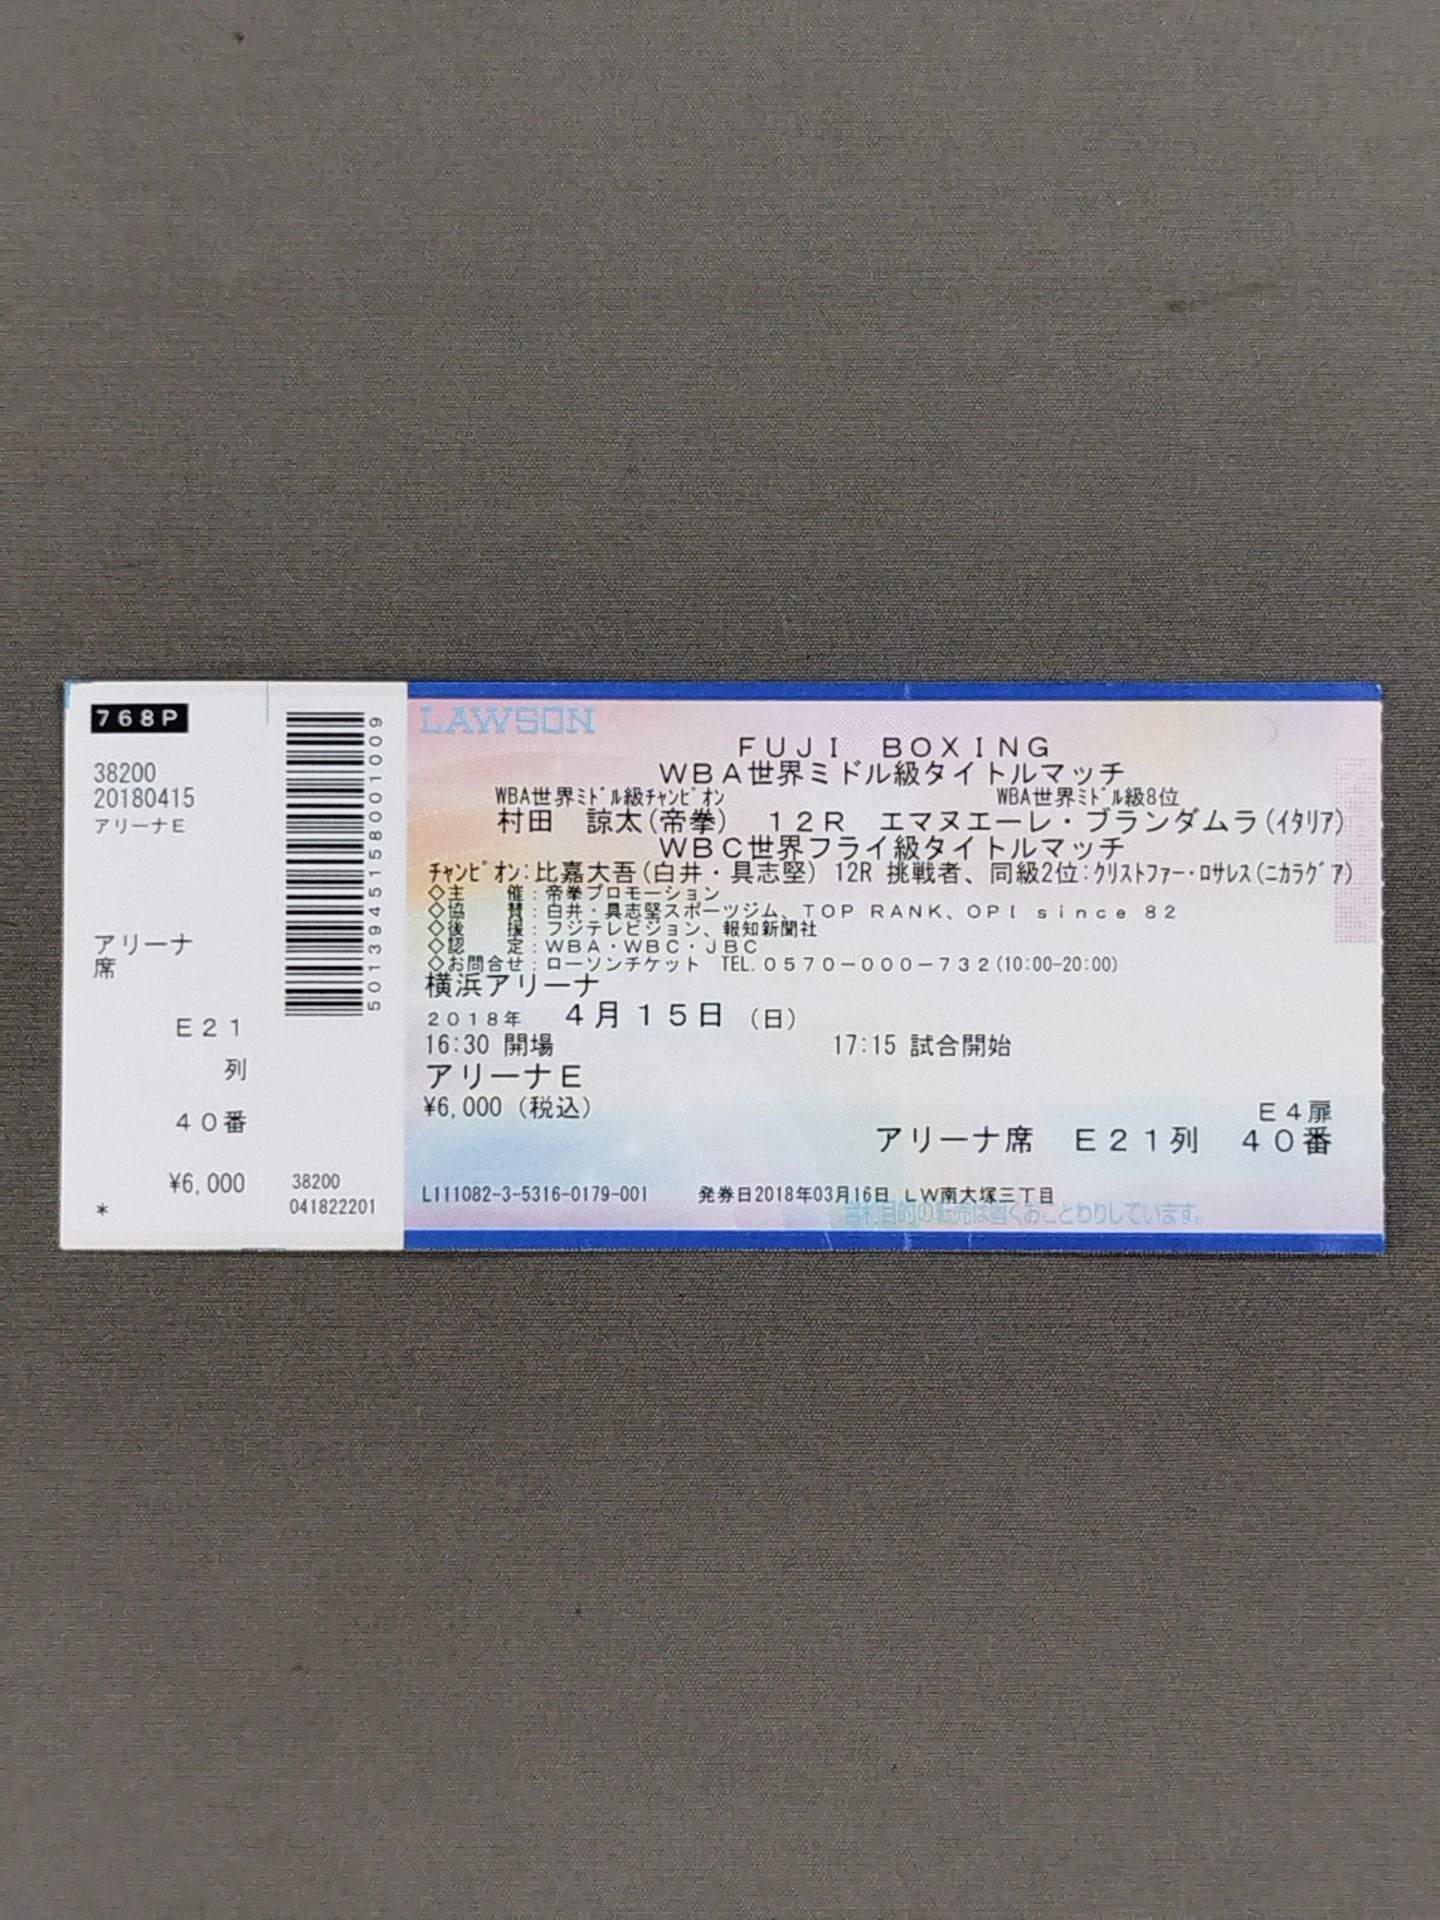 768P
38200
20180415
アリーナE
アリーナ
席
E21
列
40番
¥6,000
*
5013945158001009
38200
041822201
LAWSON
FUJI BOXING
WBA世界ミドル級タイトルマッチ
WBA世界ﾐﾄﾞﾙ級ﾁｬﾝﾋﾟｵﾝ WBA世界ﾐﾄﾞﾙ級8位
村田 諒太(帝拳) 12R エマヌエーレ・ブランダムラ(ｲﾀﾘｱ)
WBC世界フライ級タイトルマッチ
ﾁｬﾝﾋﾟｵﾝ:比嘉大吾(白井・具志堅) 12R 挑戦者、同級2位:ｸﾘｽﾄﾌｧｰ・ﾛｻﾚｽ(ﾆｶﾗｸﾞｱ)
◇主 催:帝拳プロモーション
◇協 賛:白井・具志堅スポーツジム、TOP RANK、OPI since 82
◇後 援:フジテレビジョン、報知新聞社
◇認 定:WBA・WBC・JBC
◇お問合せ:ローソンチケット TEL.0570-000-732(10:00-20:00)
横浜アリーナ
2018年 4月15日 (日)
16:30 開場 17:15 試合開始
アリーナE
¥6,000 (税込)
E4扉
アリーナ席 E21列 40番
L111082-3-5316-0179-001 発券日2018年03月16日 LW南大塚三丁目
営利目的の転売は固くおことわりしています。